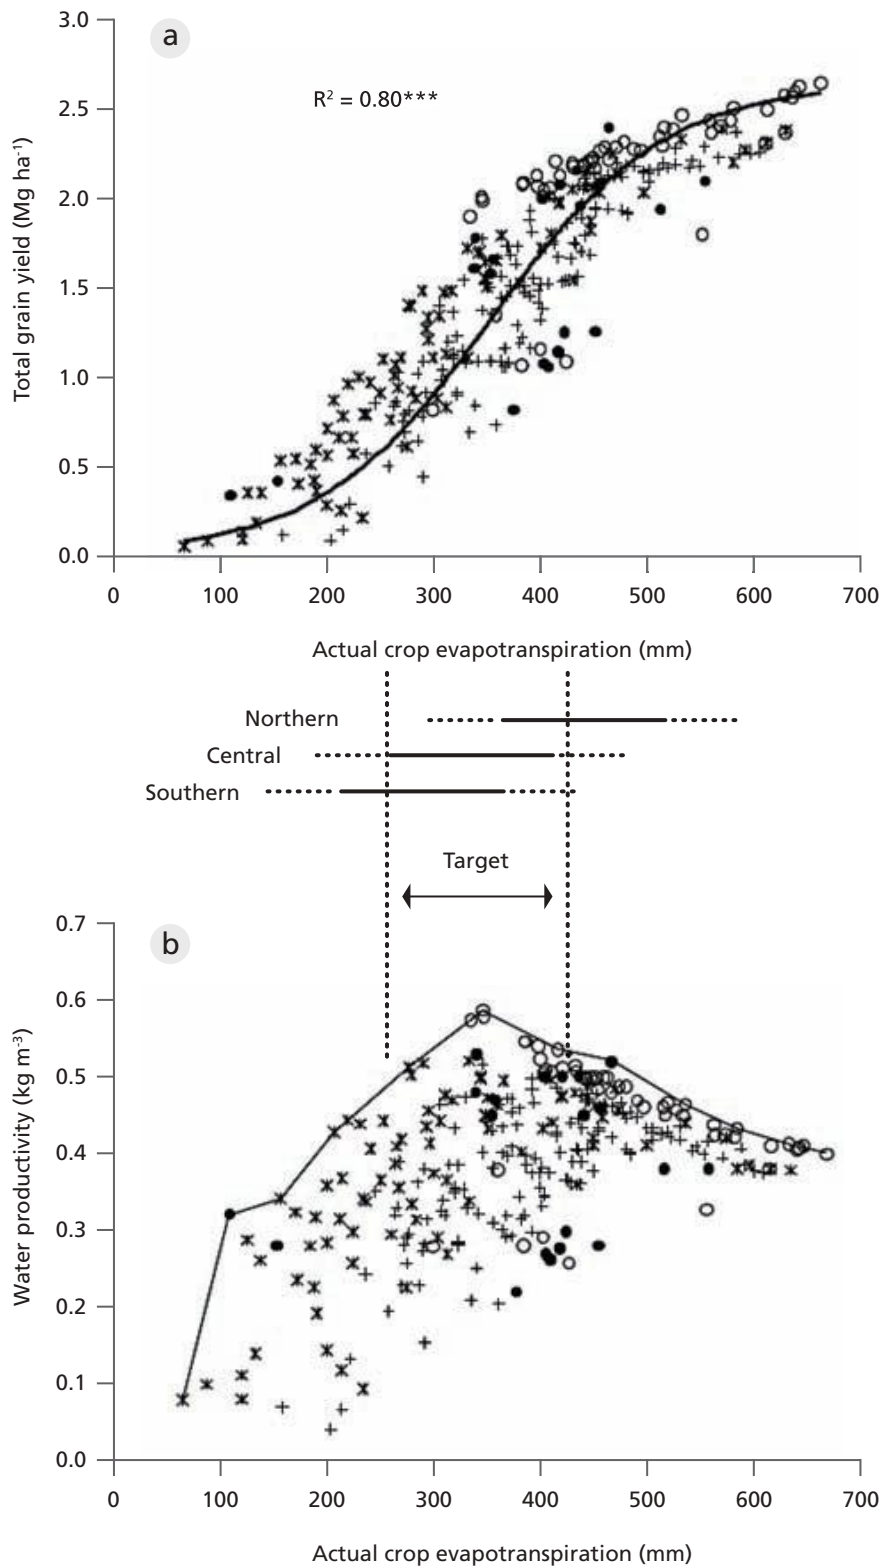 a
R² = 0.80***
3.0
2.5
2.0
1.5
1.0
0.5
0.0
Total grain yield (Mg ha⁻¹)
0 100 200 300 400 500 600 700
Actual crop evapotranspiration (mm)
Northern
Central
Southern
Target
b
0.7
0.6
0.5
0.4
0.3
0.2
0.1
0.0
Water productivity (kg m⁻³)
0 100 200 300 400 500 600 700
Actual crop evapotranspiration (mm)